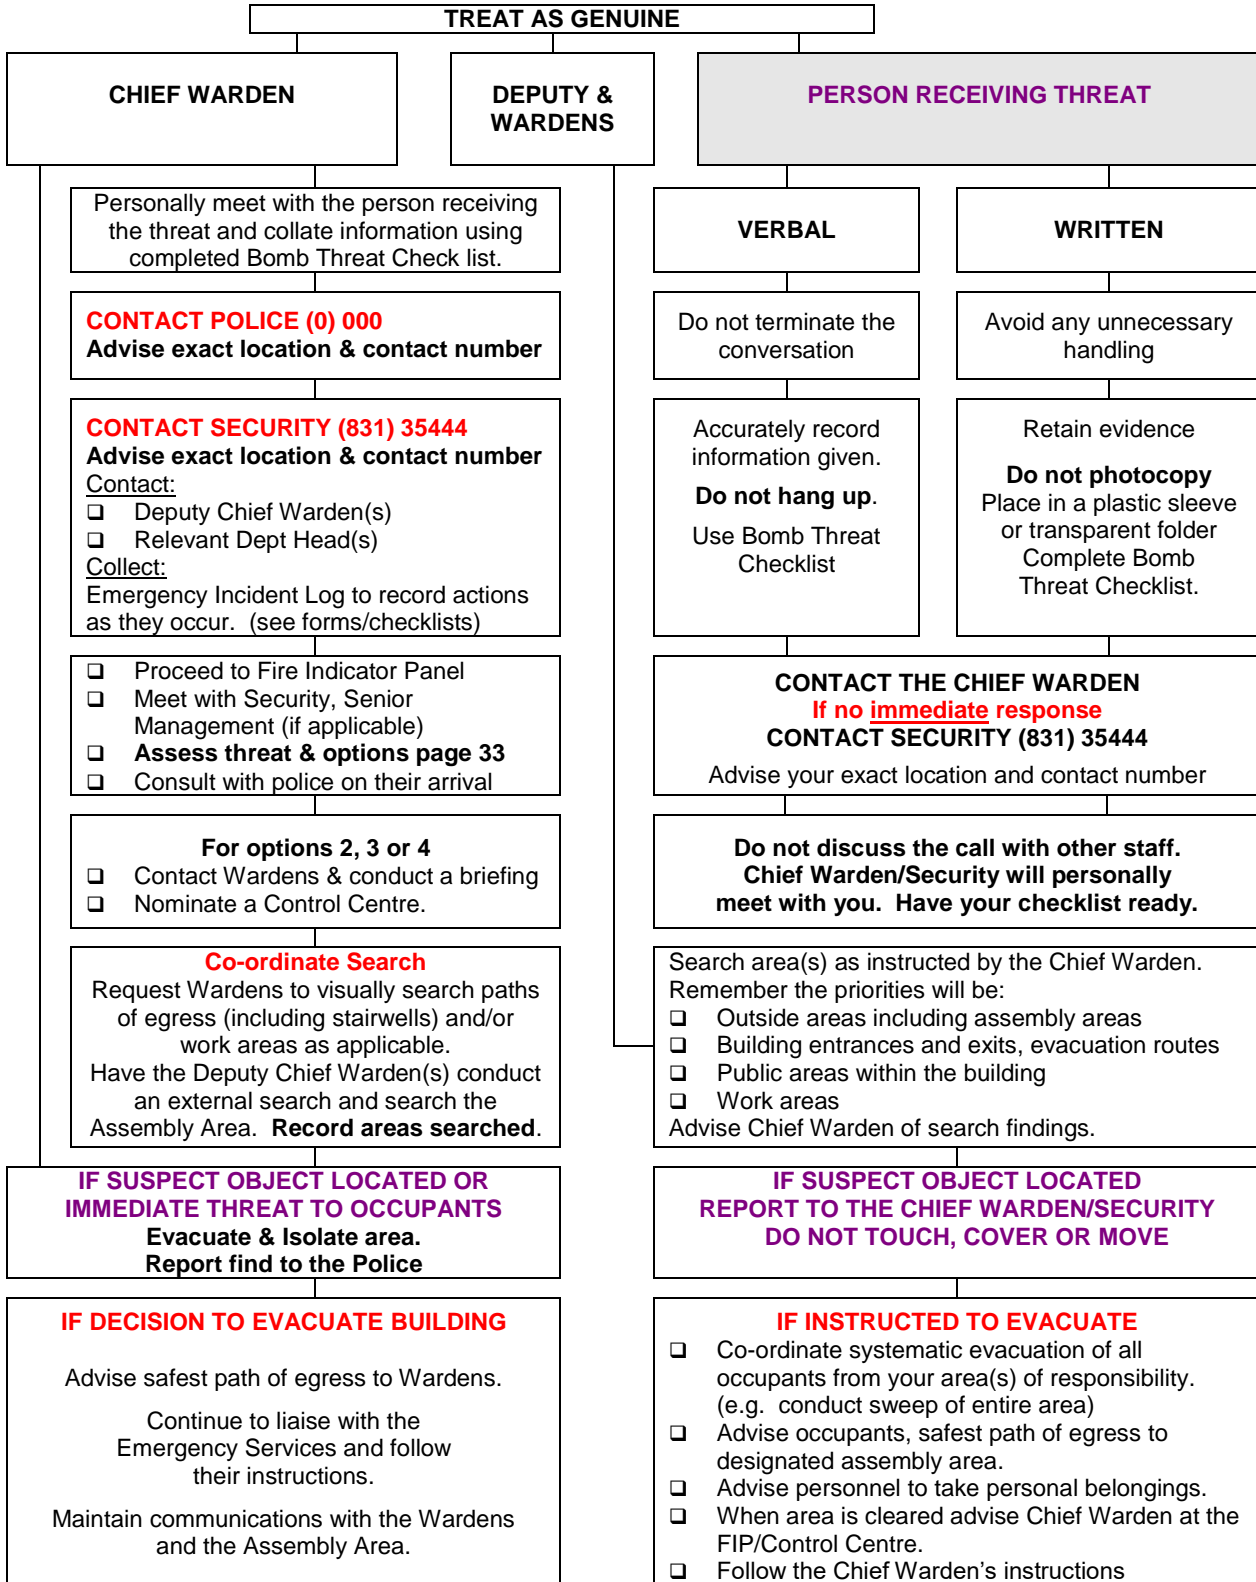 TREAT AS GENUINE
CHIEF WARDEN
DEPUTY &
WARDENS
PERSON RECEIVING THREAT
Personally meet with the person receiving
the threat and collate information using
completed Bomb Threat Check list.
CONTACT POLICE (0) 000
Advise exact location & contact number
CONTACT SECURITY (831) 35444
Advise exact location & contact number
Contact:
❑ Deputy Chief Warden(s)
❑ Relevant Dept Head(s)
Collect:
Emergency Incident Log to record actions
as they occur. (see forms/checklists)
❑ Proceed to Fire Indicator Panel
❑ Meet with Security, Senior
Management (if applicable)
❑ Assess threat & options page 33
❑ Consult with police on their arrival
For options 2, 3 or 4
❑ Contact Wardens & conduct a briefing
❑ Nominate a Control Centre.
Co-ordinate Search
Request Wardens to visually search paths
of egress (including stairwells) and/or
work areas as applicable.
Have the Deputy Chief Warden(s) conduct
an external search and search the
Assembly Area. Record areas searched.
IF SUSPECT OBJECT LOCATED OR
IMMEDIATE THREAT TO OCCUPANTS
Evacuate & Isolate area.
Report find to the Police
IF DECISION TO EVACUATE BUILDING
Advise safest path of egress to Wardens.
Continue to liaise with the
Emergency Services and follow
their instructions.
Maintain communications with the Wardens
and the Assembly Area.
VERBAL
Do not terminate the
conversation
Accurately record
information given.
Do not hang up.
Use Bomb Threat
Checklist
WRITTEN
Avoid any unnecessary
handling
Retain evidence
Do not photocopy
Place in a plastic sleeve
or transparent folder
Complete Bomb
Threat Checklist.
CONTACT THE CHIEF WARDEN
If no immediate response
CONTACT SECURITY (831) 35444
Advise your exact location and contact number
Do not discuss the call with other staff.
Chief Warden/Security will personally
meet with you. Have your checklist ready.
Search area(s) as instructed by the Chief Warden.
Remember the priorities will be:
❑ Outside areas including assembly areas
❑ Building entrances and exits, evacuation routes
❑ Public areas within the building
❑ Work areas
Advise Chief Warden of search findings.
IF SUSPECT OBJECT LOCATED
REPORT TO THE CHIEF WARDEN/SECURITY
DO NOT TOUCH, COVER OR MOVE
IF INSTRUCTED TO EVACUATE
❑ Co-ordinate systematic evacuation of all
occupants from your area(s) of responsibility.
(e.g. conduct sweep of entire area)
❑ Advise occupants, safest path of egress to
designated assembly area.
❑ Advise personnel to take personal belongings.
❑ When area is cleared advise Chief Warden at the
FIP/Control Centre.
❑ Follow the Chief Warden's instructions